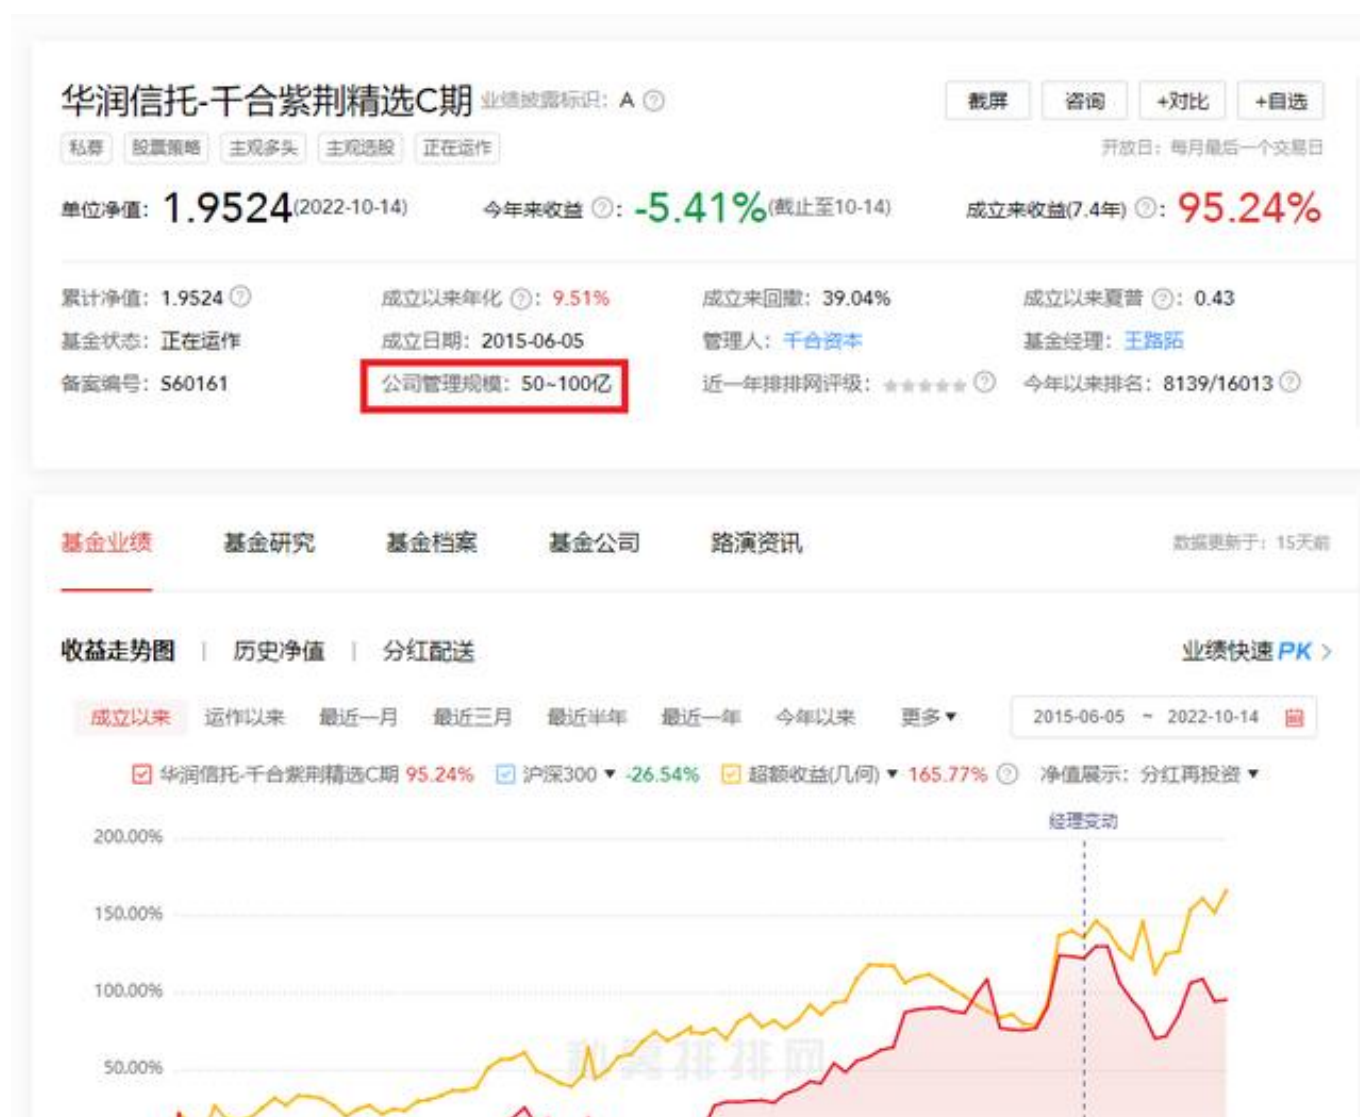 华润信托-千合紫荆精选C期 业绩披露标识：A ?
截屏 咨询 +对比 +自选
私募 股票策略 主观多头 主观选股 正在运作
开放日：每月最后一个交易日
单位净值：1.9524(2022-10-14) 今年来收益 ?：-5.41%(截止至10-14) 成立来收益(7.4年) ?：95.24%
累计净值：1.9524 ? 成立以来年化 ?：9.51% 成立来回撤：39.04% 成立以来夏普 ?：0.43
基金状态：正在运作 成立日期：2015-06-05 管理人：千合资本 基金经理：王路跖
备案编号：S60161 公司管理规模：50~100亿 近一年排排网评级：★★★★★ ? 今年以来排名：8139/16013 ?
基金业绩 基金研究 基金档案 基金公司 路演资讯 数据更新于：15天前
收益走势图 | 历史净值 | 分红配送 业绩快速PK >
成立以来 运作以来 最近一月 最近三月 最近半年 最近一年 今年以来 更多▼ 2015-06-05 ~ 2022-10-14
华润信托-千合紫荆精选C期 95.24% 沪深300 ▼ -26.54% 超额收益(几何) ▼ 165.77% ? 净值展示：分红再投资 ▼
经理变动
200.00%
150.00%
100.00%
50.00%
私募排排网